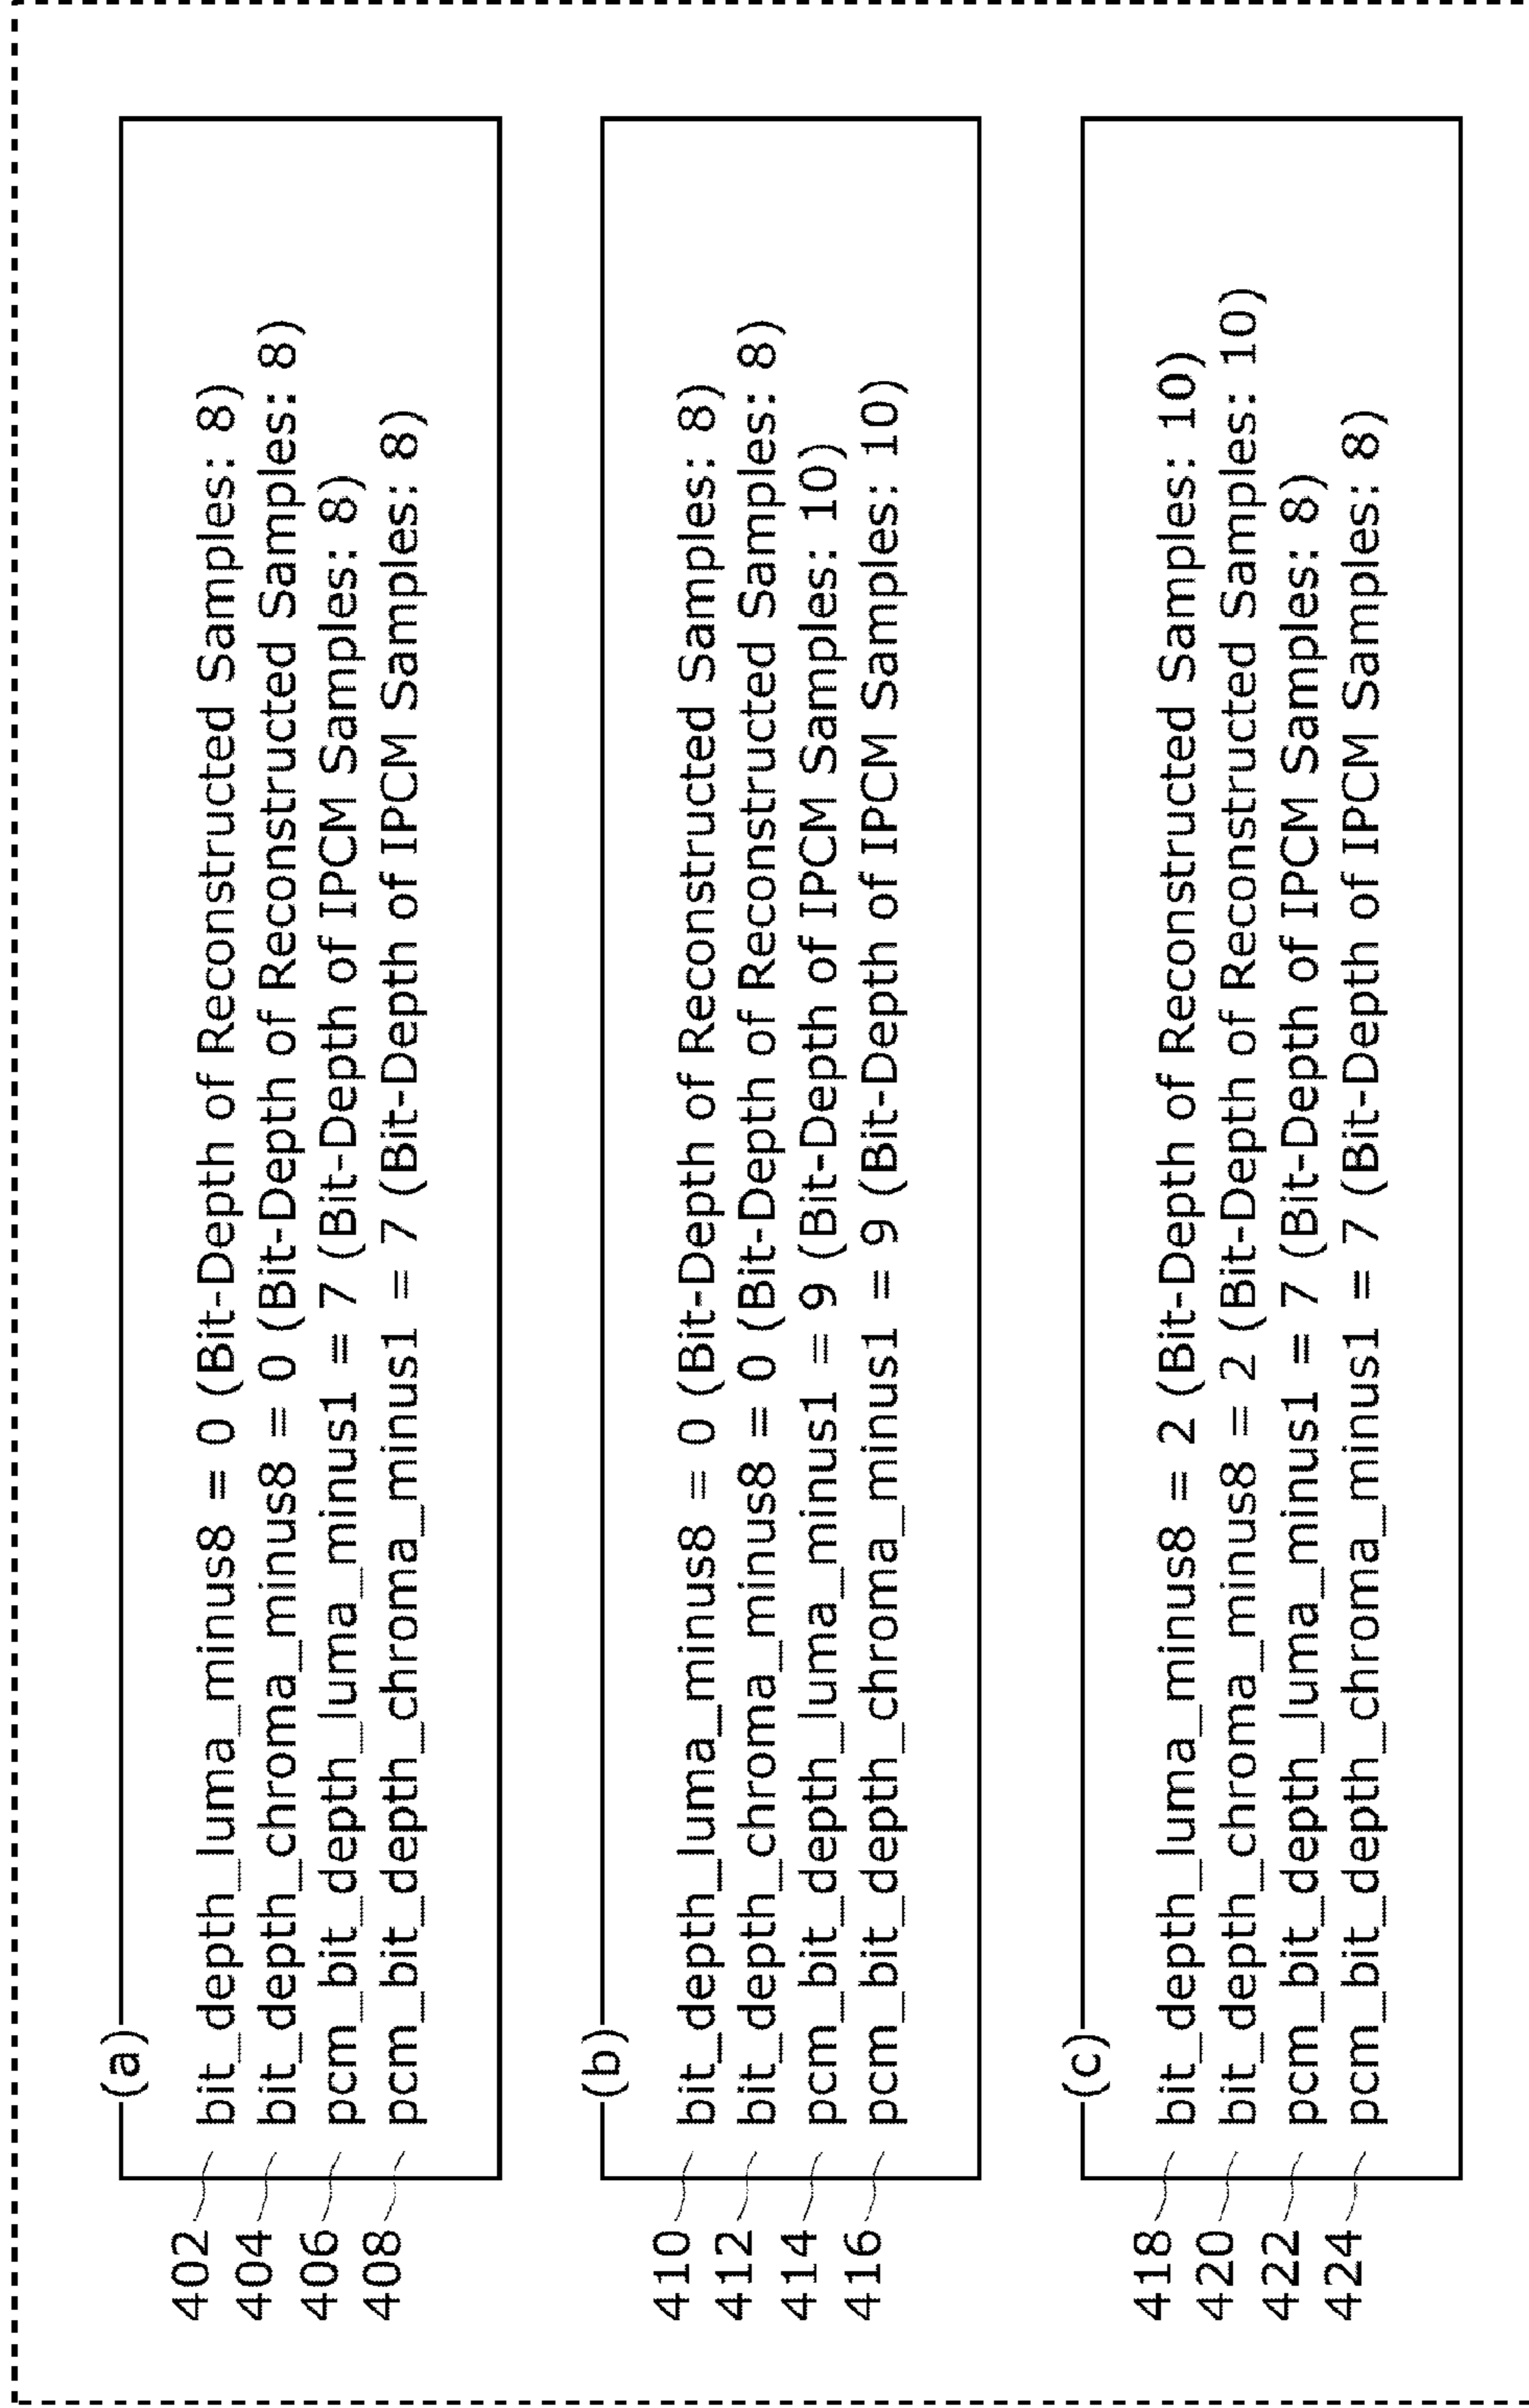 (a)
402 bit_depth_luma_minus8 = 0 (Bit-Depth of Reconstructed Samples: 8)
404 bit_depth_chroma_minus8 = 0 (Bit-Depth of Reconstructed Samples: 8)
406 pcm_bit_depth_luma_minus1 = 7 (Bit-Depth of IPCM Samples: 8)
408 pcm_bit_depth_chroma_minus1 = 7 (Bit-Depth of IPCM Samples: 8)
(b)
410 bit_depth_luma_minus8 = 0 (Bit-Depth of Reconstructed Samples: 8)
412 bit_depth_chroma_minus8 = 0 (Bit-Depth of Reconstructed Samples: 8)
414 pcm_bit_depth_luma_minus1 = 9 (Bit-Depth of IPCM Samples: 10)
416 pcm_bit_depth_chroma_minus1 = 9 (Bit-Depth of IPCM Samples: 10)
(c)
418 bit_depth_luma_minus8 = 2 (Bit-Depth of Reconstructed Samples: 10)
420 bit_depth_chroma_minus8 = 2 (Bit-Depth of Reconstructed Samples: 10)
422 pcm_bit_depth_luma_minus1 = 7 (Bit-Depth of IPCM Samples: 8)
424 pcm_bit_depth_chroma_minus1 = 7 (Bit-Depth of IPCM Samples: 8)